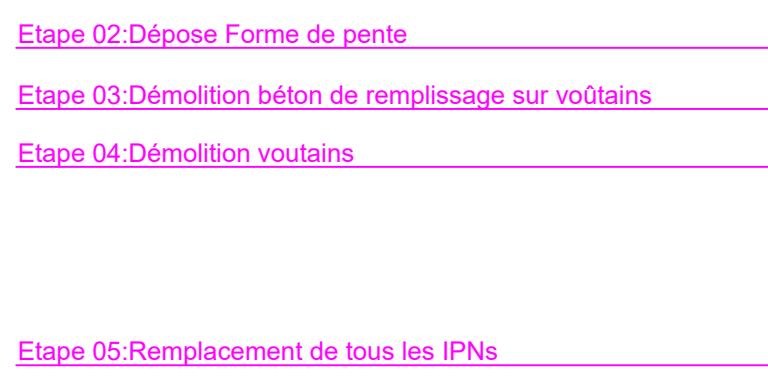 Etape 02:Dépose Forme de pente
Etape 03:Démolition béton de remplissage sur voûtains
Etape 04:Démolition voutains
Etape 05:Remplacement de tous les IPNs